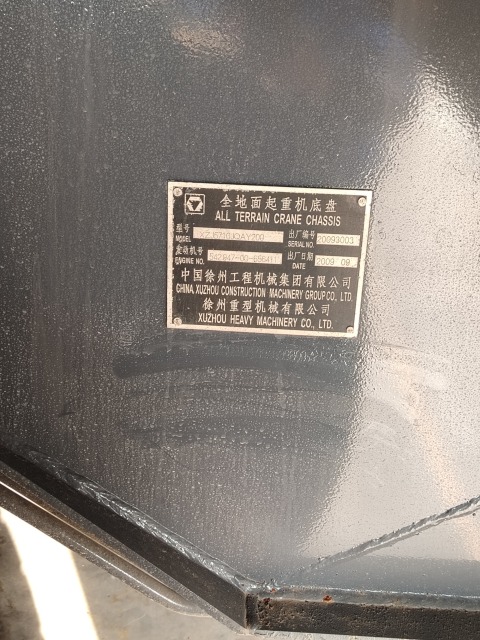 全地面起重机底盘
ALL TERRAIN CRANE CHASSIS
型号 出厂编号
MODEL SERIAL NO. 20093003
发动机号 出厂日期
ENGINE NO. DATE 2009 09
中国徐州工程机械集团有限公司
CHINA, XUZHOU CONSTRUCTION MACHINERY GROUP CO., LTD.
徐州重型机械有限公司
XUZHOU HEAVY MACHINERY CO., LTD.